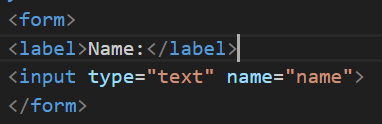 <form>
<label>Name:</label>
<input type="text" name="name">
</form>